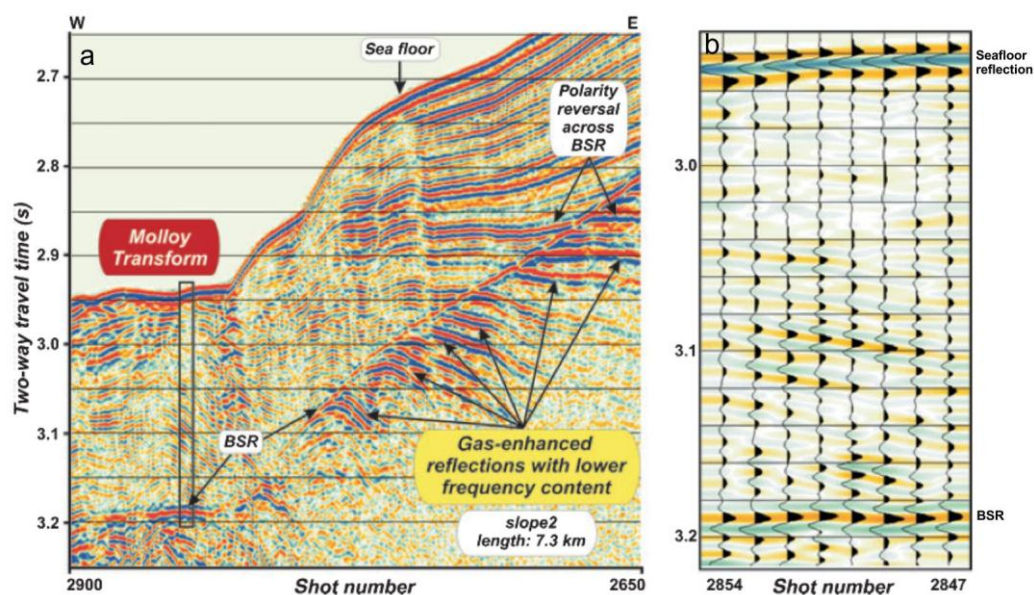 W
E
a
Sea floor
Polarity
reversal
across
BSR
Molloy
Transform
BSR
Gas-enhanced
reflections with lower
frequency content
slope2
length: 7.3 km
Two-way travel time (s)
2.7
2.8
2.9
3.0
3.1
3.2
2900
Shot number
2650
b
Seafloor
reflection
3.0
3.1
3.2
BSR
2854
Shot number
2847